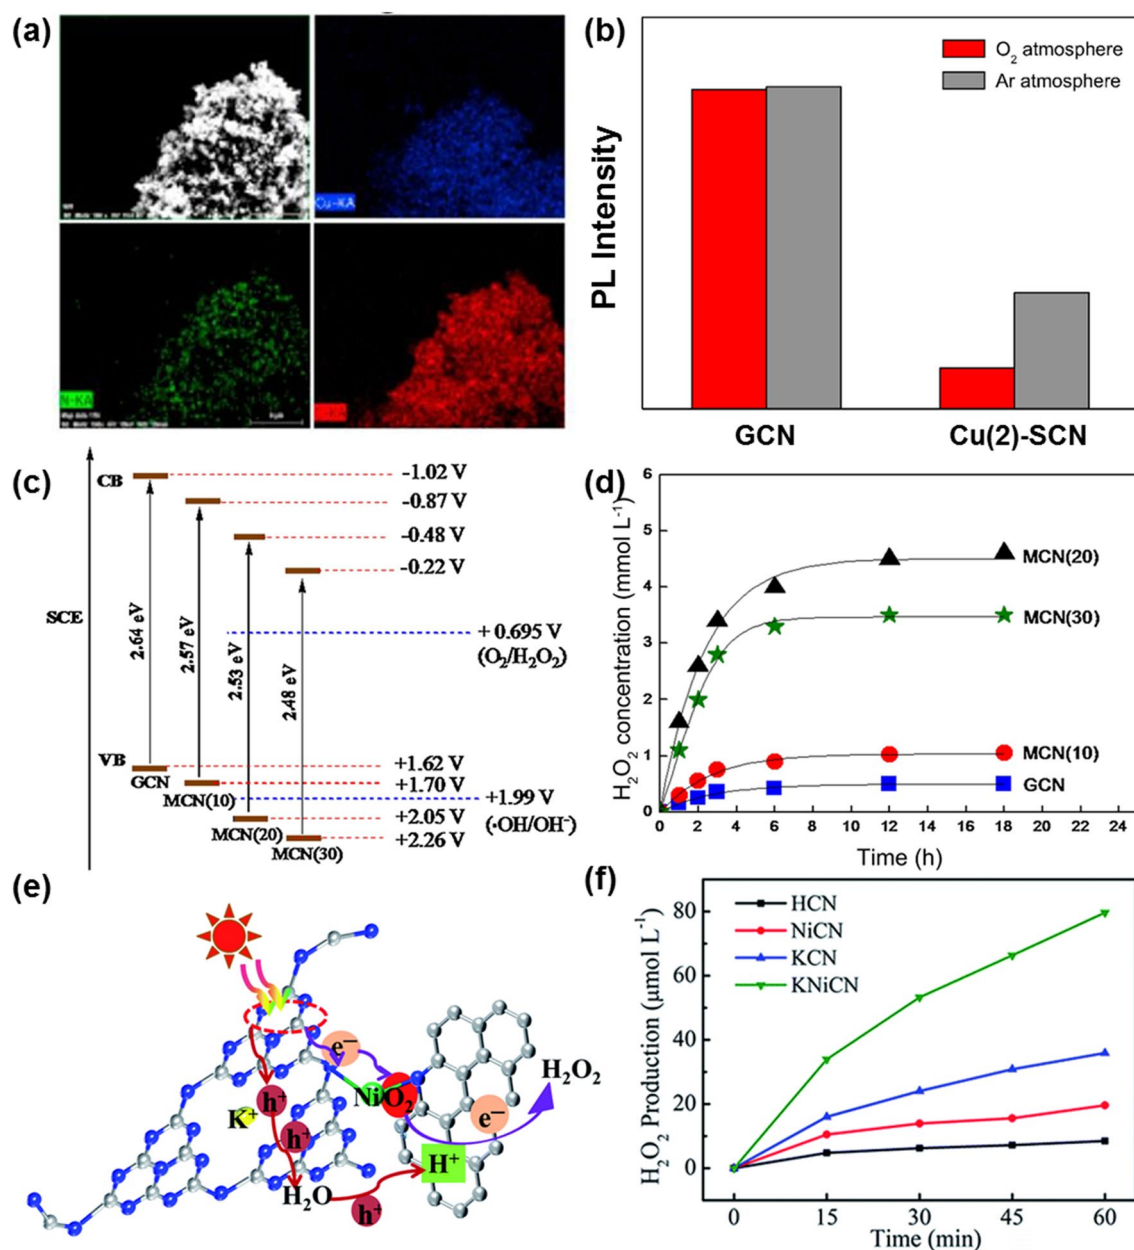 (a)
Cu-KA
N-KA
(b)
PL Intensity
O₂ atmosphere
Ar atmosphere
GCN
Cu(2)-SCN
(c)
SCE
CB
-1.02 V
-0.87 V
-0.48 V
-0.22 V
2.64 eV
2.57 eV
2.53 eV
2.48 eV
+ 0.695 V
(O₂/H₂O₂)
VB
GCN
+1.62 V
MCN(10)
+1.70 V
+1.99 V
(·OH/OH⁻)
MCN(20)
+2.05 V
MCN(30)
+2.26 V
(d)
H₂O₂ concentration (mmol L⁻¹)
6
5
4
3
2
1
0
MCN(20)
MCN(30)
MCN(10)
GCN
0 2 4 6 8 10 12 14 16 18 20 22 24
Time (h)
(e)
e⁻
Ni
O₂
H₂O₂
h⁺
K⁺
h⁺
e⁻
H⁺
H₂O
h⁺
(f)
H₂O₂ Production (μmol L⁻¹)
80
60
40
20
0
HCN
NiCN
KCN
KNiCN
0 15 30 45 60
Time (min)